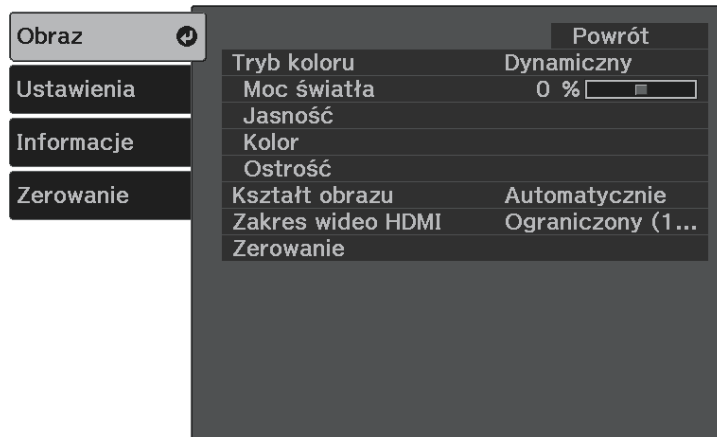 Obraz
Ustawienia
Informacje
Zerowanie
Powrót
Tryb koloru Dynamiczny
Moc światła 0 %
Jasność
Kolor
Ostrość
Kształt obrazu Automatycznie
Zakres wideo HDMI Ograniczony (1...
Zerowanie